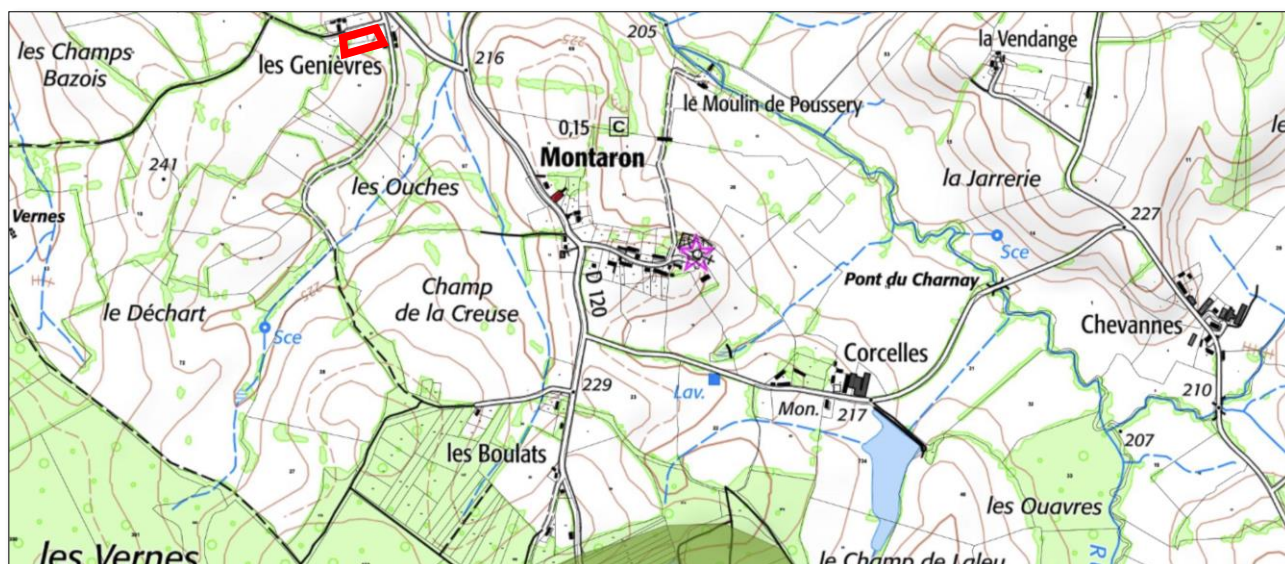 les Champs
Bazois
les Genièvres
216
205
la Vendange
le Moulin de Poussery
0,15
C
Montaron
225
241
les Ouches
la Jarrerie
227
Vernes
Sce
Pont du Charnay
Champ
de la Creuse
225
D 120
le Déchart
Sce
Chevannes
Corcelles
229
Lav.
Mon.
217
210
207
les Boulats
les Ouavres
les Vernes
le Champ de Laleu
R